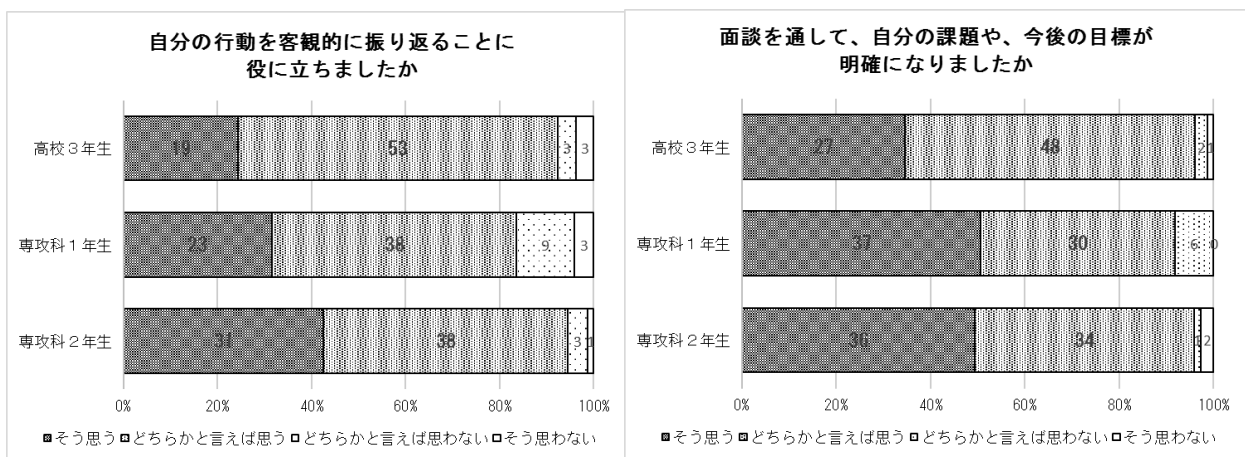 自分の行動を客観的に振り返ることに
役に立ちましたか
高校3年生
19 53 3 3
専攻科1年生
23 38 9 3
専攻科2年生
31 38 3 1
0% 20% 40% 60% 80% 100%
■そう思う ■どちらかと言えば思う □どちらかと言えば思わない □そう思わない
面談を通して、自分の課題や、今後の目標が
明確になりましたか
高校3年生
27 48 2 1
専攻科1年生
37 30 6 0
専攻科2年生
36 34 1 2
0% 20% 40% 60% 80% 100%
■そう思う ■どちらかと言えば思う □どちらかと言えば思わない □そう思わない